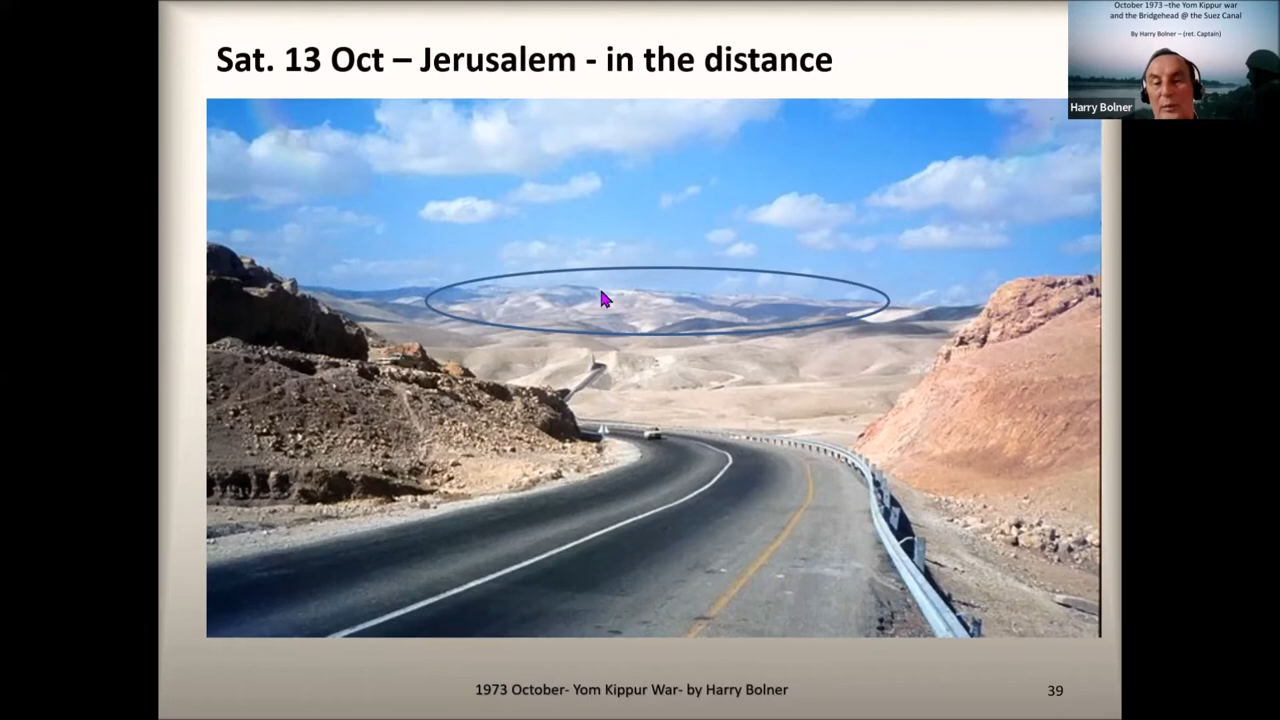 Sat. 13 Oct – Jerusalem - in the distance
October 1973 –the Yom Kippur war
and the Bridgehead @ the Suez Canal
By Harry Bolner – (ret. Captain)
Harry Bolner
1973 October- Yom Kippur War- by Harry Bolner
39